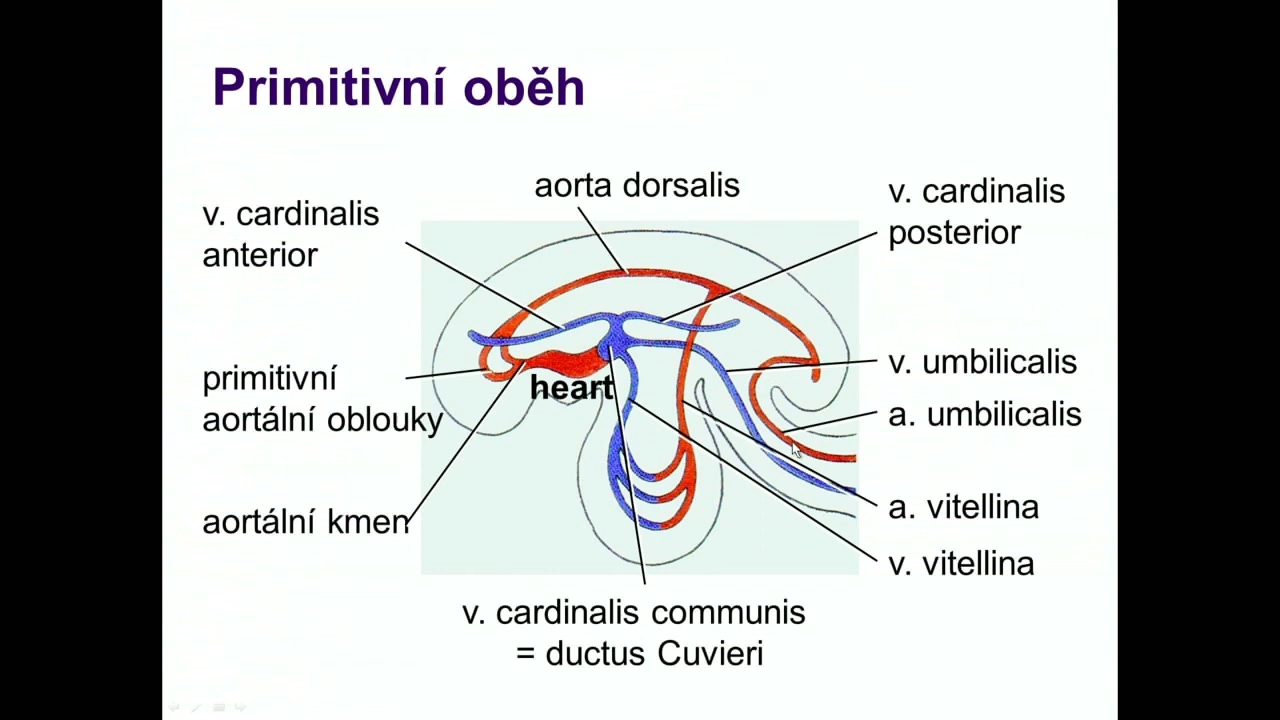 Primitivní oběh
aorta dorsalis
v. cardinalis
anterior
v. cardinalis
posterior
primitivní
aortální oblouky
heart
v. umbilicalis
a. umbilicalis
aortální kmen
a. vitellina
v. vitellina
v. cardinalis communis
= ductus Cuvieri